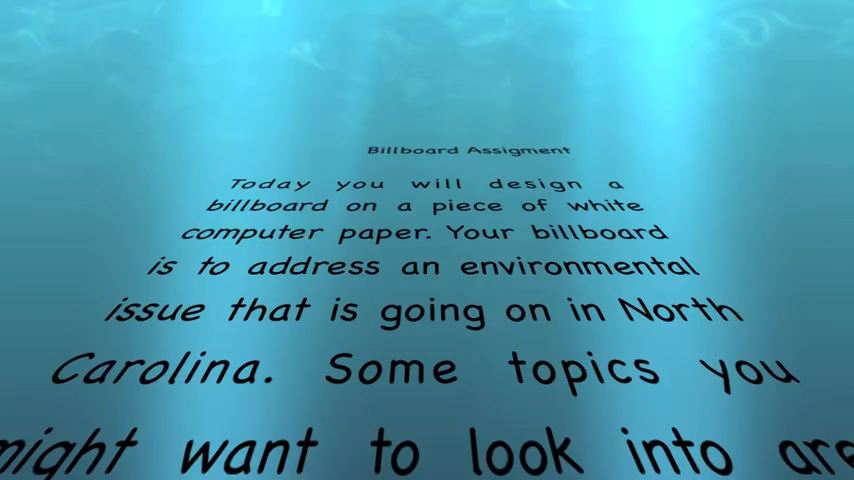 Billboard Assigment
Today you will design a
billboard on a piece of white
computer paper. Your billboard
is to address an environmental
issue that is going on in North
Carolina. Some topics you
might want to look into are